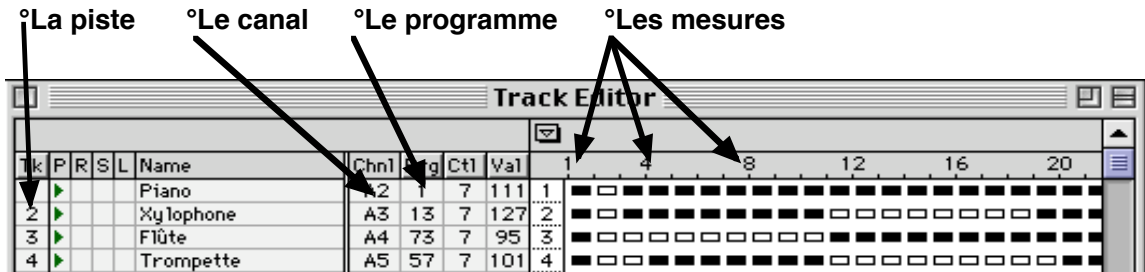 °La piste °Le canal °Le programme °Les mesures
Track Editor
Tk P R S L Name Chnl Prg Ctl Val 1 4 8 12 16 20
Piano A2 1 7 111 1
2 Xylophone A3 13 7 127 2
3 Flûte A4 73 7 95 3
4 Trompette A5 57 7 101 4